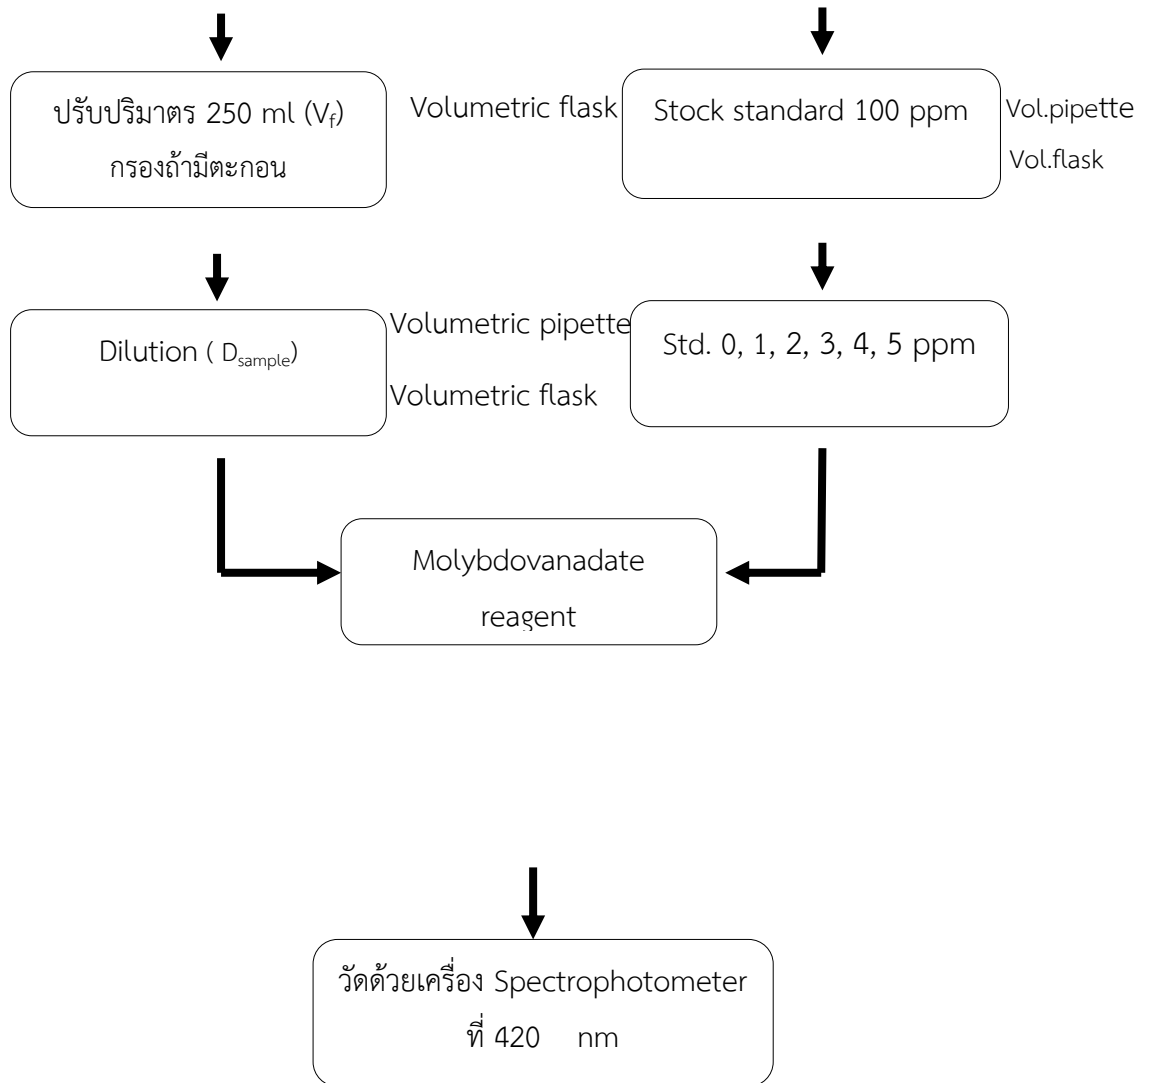 ปรับปริมาตร 250 ml (Vf)
กรองถ้ามีตะกอน
Volumetric flask
Stock standard 100 ppm
Vol.pipette
Vol.flask
Dilution ( Dsample)
Volumetric pipette
Volumetric flask
Std. 0, 1, 2, 3, 4, 5 ppm
Molybdovanadate
reagent
วัดด้วยเครื่อง Spectrophotometer
ที่ 420 nm